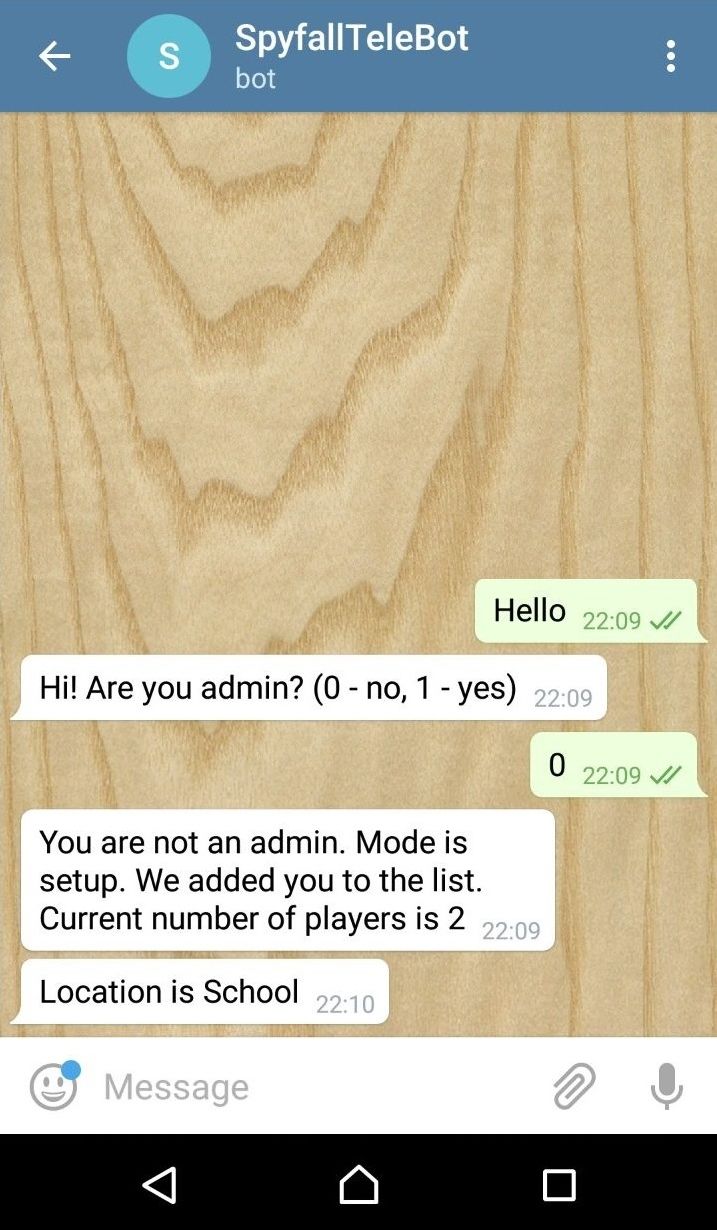 S
SpyfallTeleBot
bot
Hello 22:09
Hi! Are you admin? (0 - no, 1 - yes) 22:09
0 22:09
You are not an admin. Mode is
setup. We added you to the list.
Current number of players is 2 22:09
Location is School 22:10
Message